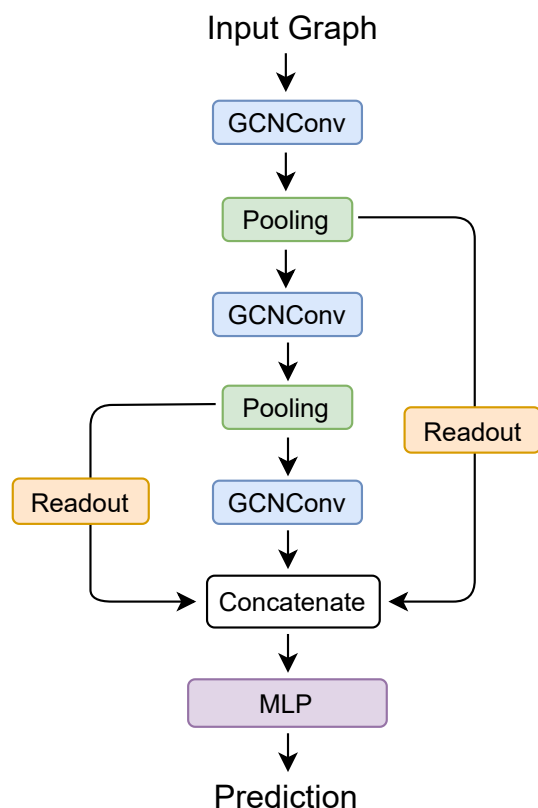 Input Graph
GCNConv
Pooling
GCNConv
Pooling
Readout
Readout
GCNConv
Concatenate
MLP
Prediction